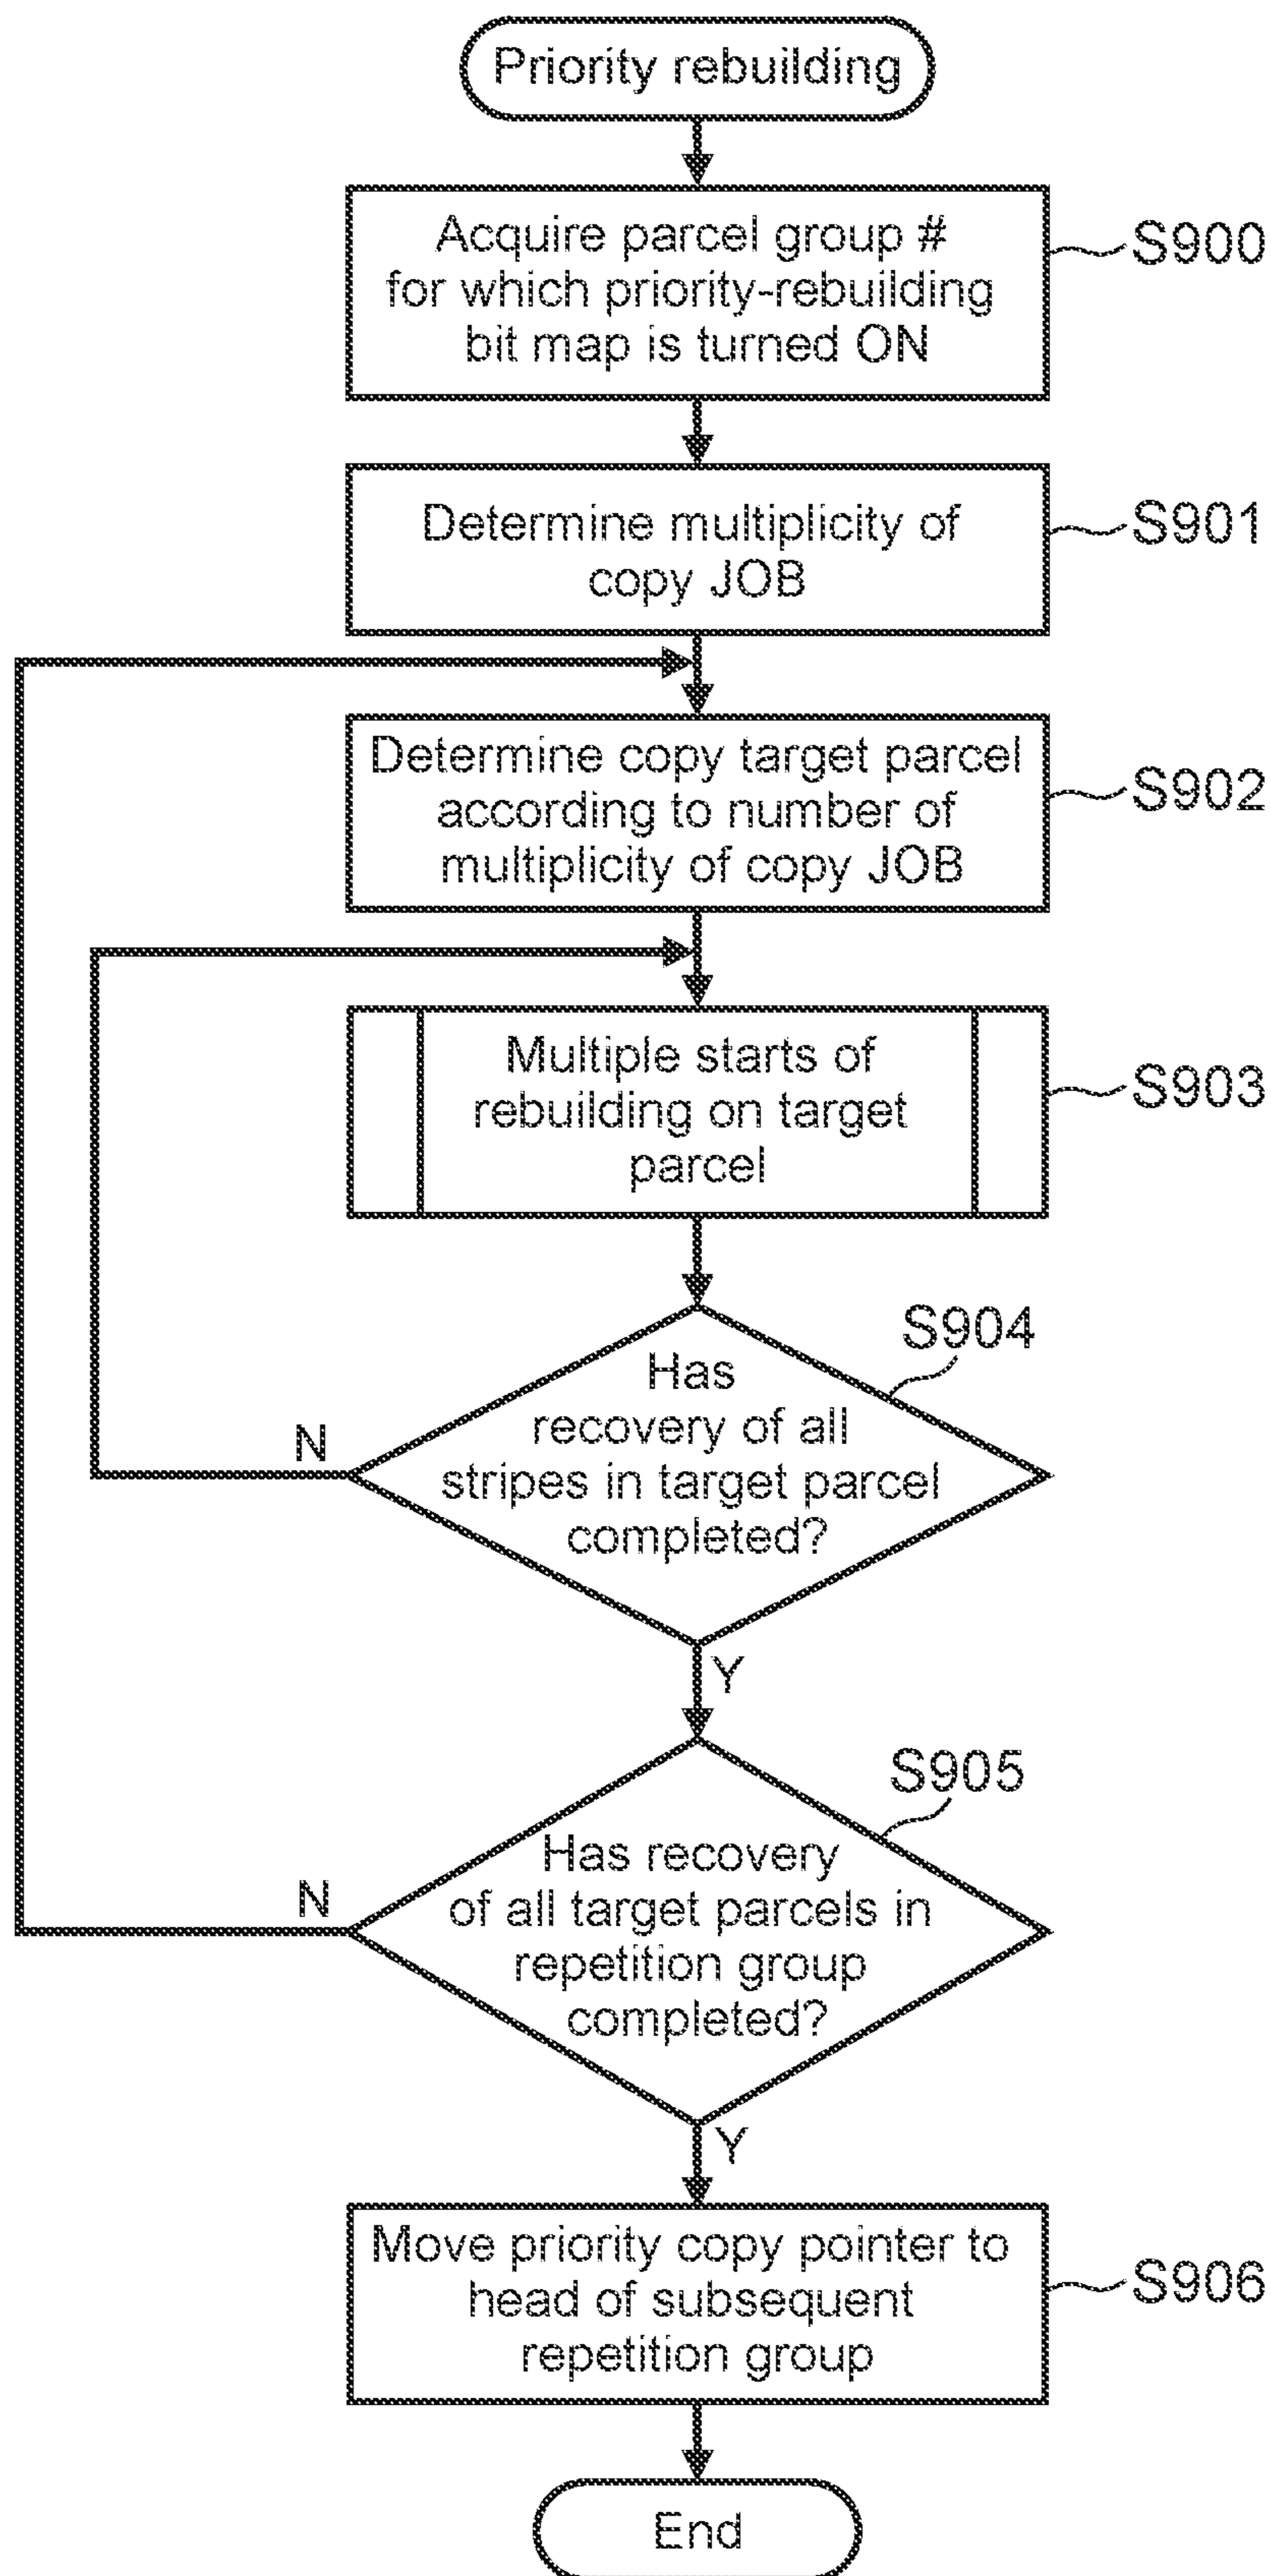 Priority rebuilding
Acquire parcel group #
for which priority-rebuilding
bit map is turned ON
S900
Determine multiplicity of
copy JOB
S901
Determine copy target parcel
according to number of
multiplicity of copy JOB
S902
Multiple starts of
rebuilding on target
parcel
S903
S904
Has
recovery of all
stripes in target parcel
completed?
N
Y
S905
Has recovery
of all target parcels in
repetition group
completed?
N
Y
Move priority copy pointer to
head of subsequent
repetition group
S906
End